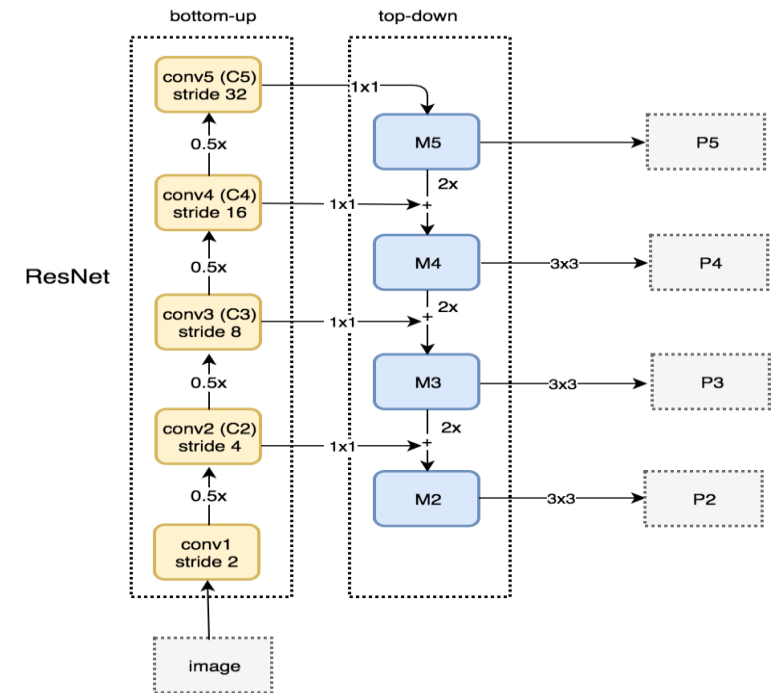 bottom-up
top-down
conv5 (C5)
stride 32
1x1
M5
P5
0.5x
2x
conv4 (C4)
stride 16
1x1
+
M4
3x3
P4
ResNet
0.5x
2x
conv3 (C3)
stride 8
1x1
+
M3
3x3
P3
0.5x
2x
conv2 (C2)
stride 4
1x1
+
M2
3x3
P2
0.5x
conv1
stride 2
image